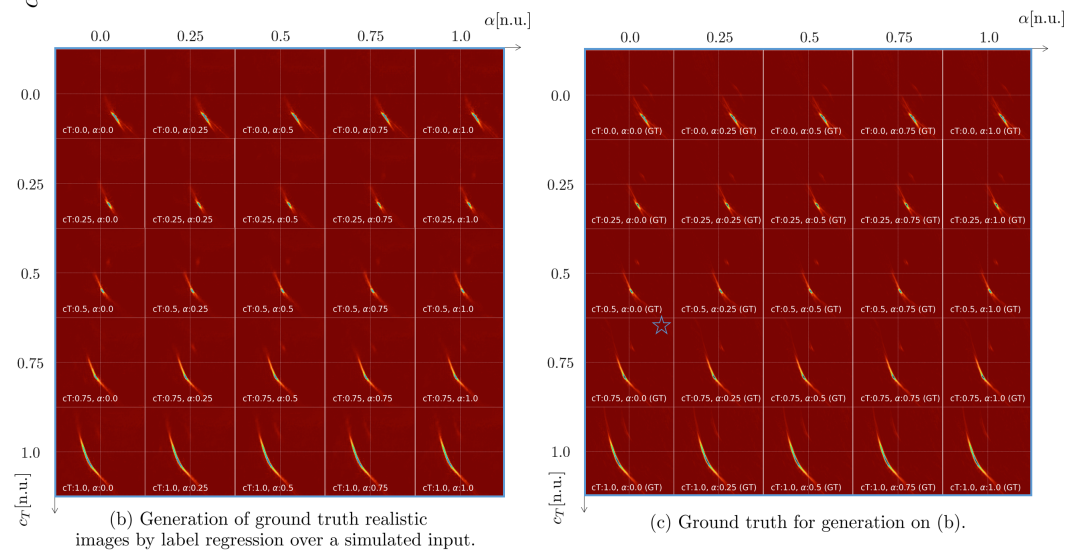 c
α[n.u.]
0.0 0.25 0.5 0.75 1.0
0.0
cT:0.0, α:0.0 cT:0.0, α:0.25 cT:0.0, α:0.5 cT:0.0, α:0.75 cT:0.0, α:1.0
0.25
cT:0.25, α:0.0 cT:0.25, α:0.25 cT:0.25, α:0.5 cT:0.25, α:0.75 cT:0.25, α:1.0
0.5
cT:0.5, α:0.0 cT:0.5, α:0.25 cT:0.5, α:0.5 cT:0.5, α:0.75 cT:0.5, α:1.0
0.75
cT:0.75, α:0.0 cT:0.75, α:0.25 cT:0.75, α:0.5 cT:0.75, α:0.75 cT:0.75, α:1.0
1.0
cT:1.0, α:0.0 cT:1.0, α:0.25 cT:1.0, α:0.5 cT:1.0, α:0.75 cT:1.0, α:1.0
c_T[n.u.]
(b) Generation of ground truth realistic
images by label regression over a simulated input.
α[n.u.]
0.0 0.25 0.5 0.75 1.0
0.0
cT:0.0, α:0.0 (GT) cT:0.0, α:0.25 (GT) cT:0.0, α:0.5 (GT) cT:0.0, α:0.75 (GT) cT:0.0, α:1.0 (GT)
0.25
cT:0.25, α:0.0 (GT) cT:0.25, α:0.25 (GT) cT:0.25, α:0.5 (GT) cT:0.25, α:0.75 (GT) cT:0.25, α:1.0 (GT)
0.5
cT:0.5, α:0.0 (GT) cT:0.5, α:0.25 (GT) cT:0.5, α:0.5 (GT) cT:0.5, α:0.75 (GT) cT:0.5, α:1.0 (GT)
0.75
cT:0.75, α:0.0 (GT) cT:0.75, α:0.25 (GT) cT:0.75, α:0.5 (GT) cT:0.75, α:0.75 (GT) cT:0.75, α:1.0 (GT)
1.0
cT:1.0, α:0.0 (GT) cT:1.0, α:0.25 (GT) cT:1.0, α:0.5 (GT) cT:1.0, α:0.75 (GT) cT:1.0, α:1.0 (GT)
c_T[n.u.]
(c) Ground truth for generation on (b).